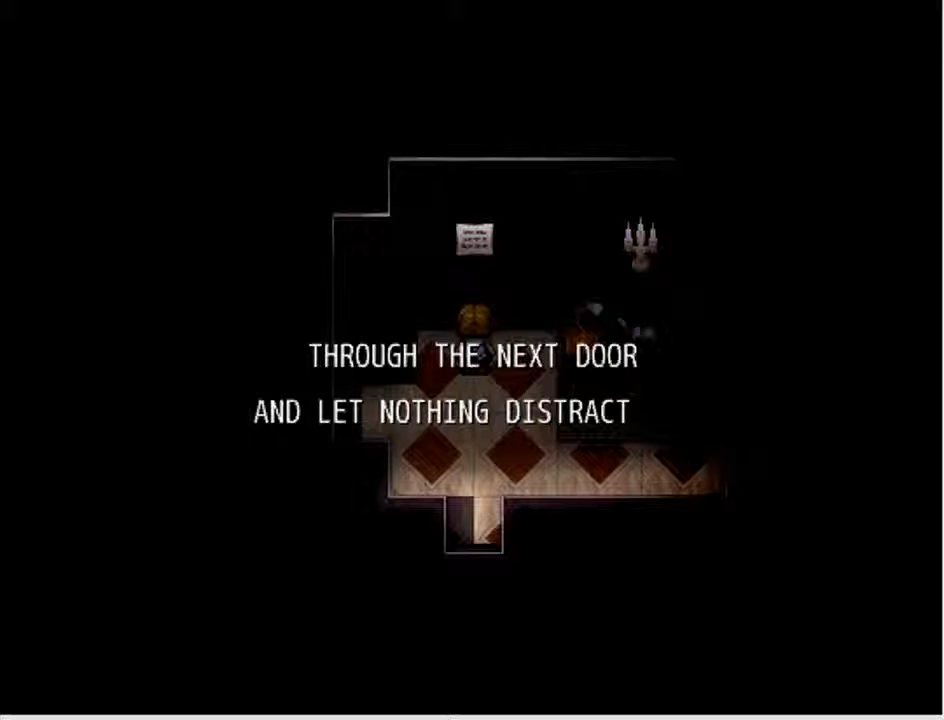 THROUGH THE NEXT DOOR
AND LET NOTHING DISTRACT